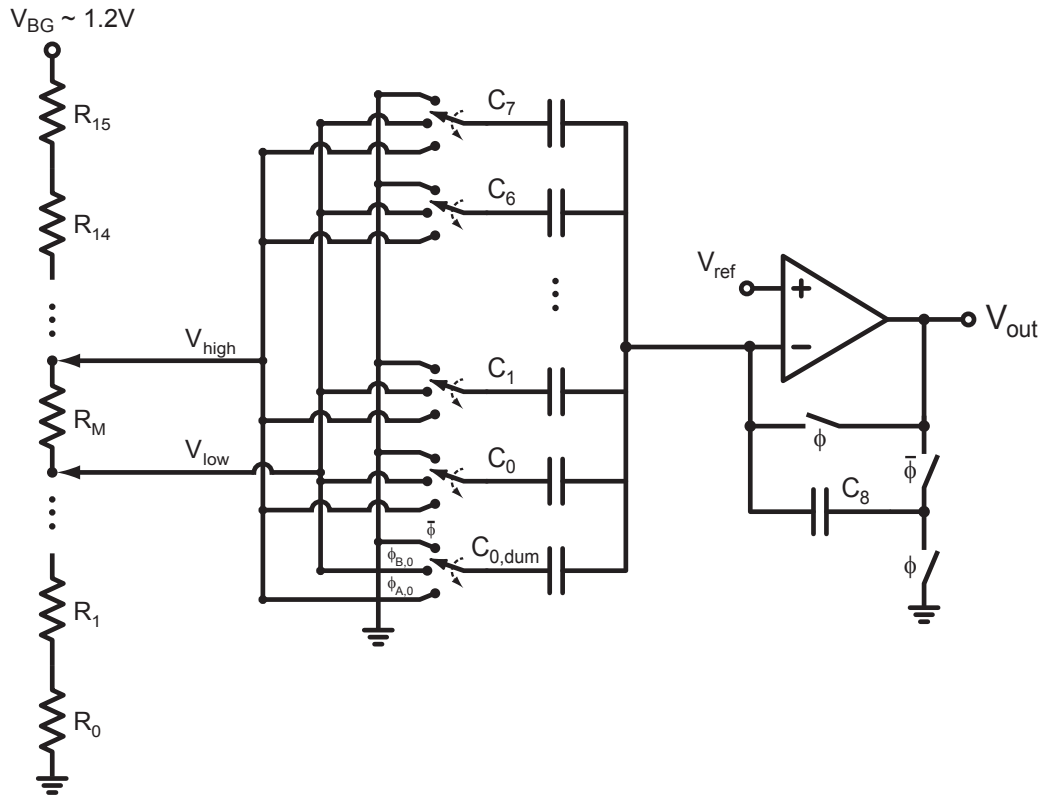 V_BG ~ 1.2V
R_15
R_14
R_M
R_1
R_0
V_high
V_low
C_7
C_6
C_1
C_0
C_0,dum
ϕ̄
ϕ_B,0
ϕ_A,0
V_ref
+
−
V_out
ϕ
ϕ̄
C_8
ϕ